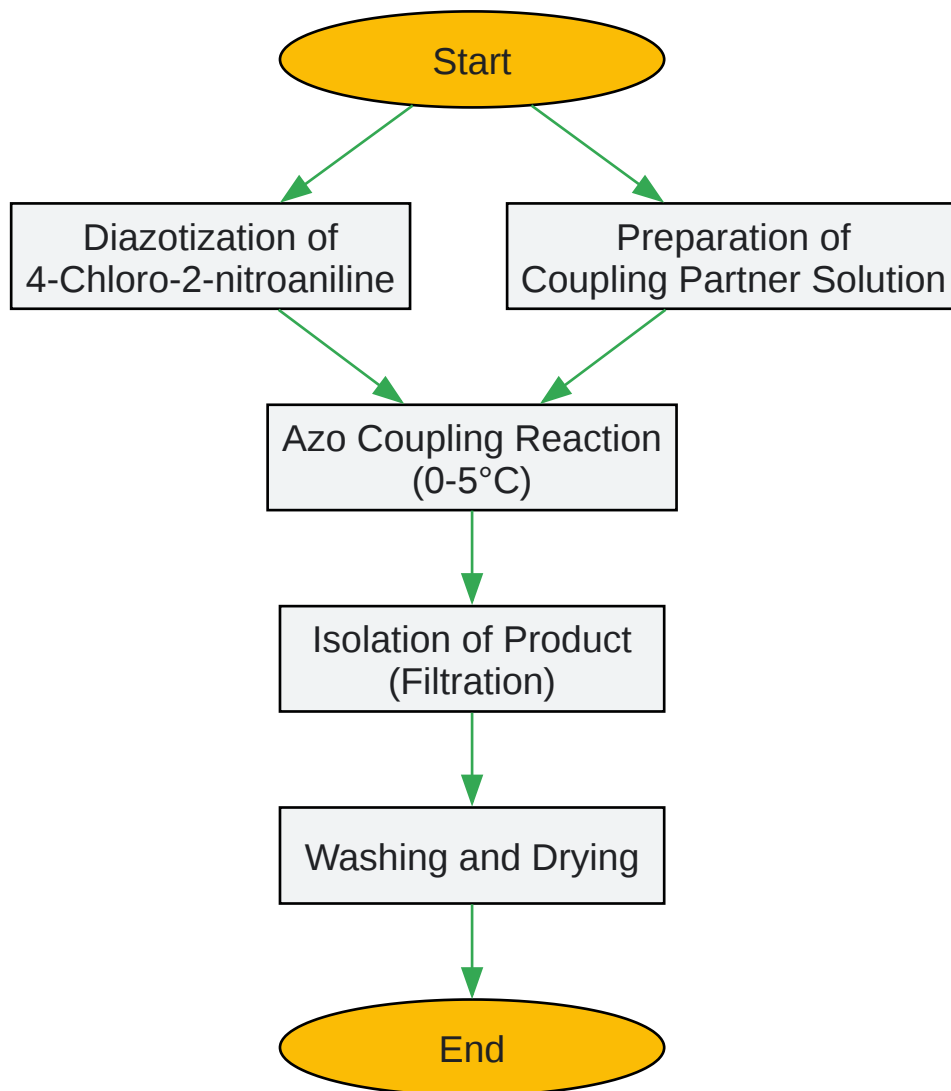 Start
Diazotization of
4-Chloro-2-nitroaniline
Preparation of
Coupling Partner Solution
Azo Coupling Reaction
(0-5°C)
Isolation of Product
(Filtration)
Washing and Drying
End